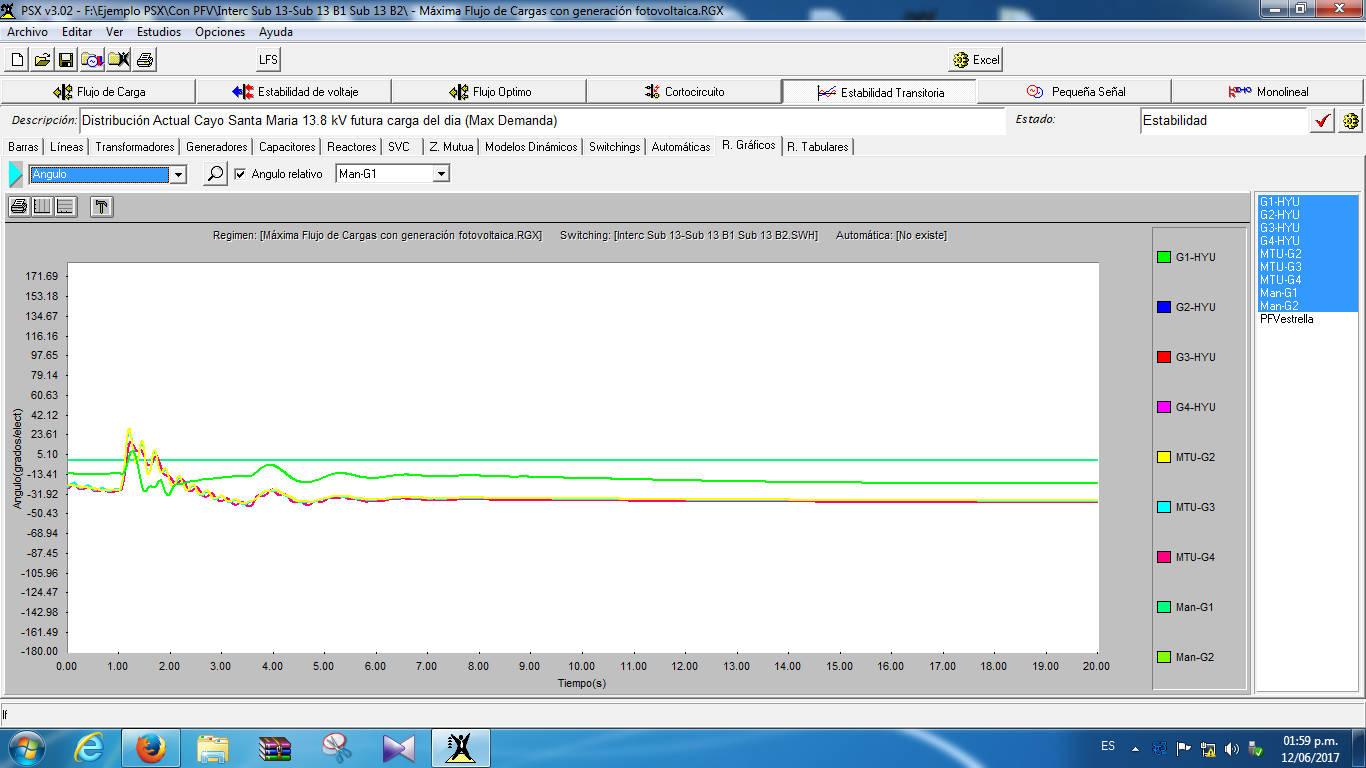 PSX v3.02 - F:\Ejemplo PSX\Con PFV\Interc Sub 13-Sub 13 B1 Sub 13 B2\ - Máxima Flujo de Cargas con generación fotovoltaica.RGX
Archivo Editar Ver Estudios Opciones Ayuda
LFS Excel
Flujo de Carga Estabilidad de voltaje Flujo Optimo Cortocircuito Estabilidad Transitoria Pequeña Señal Monolineal
Descripción: Distribución Actual Cayo Santa Maria 13.8 kV futura carga del dia (Max Demanda) Estado: Estabilidad
Barras Líneas Transformadores Generadores Capacitores Reactores SVC Z. Mutua Modelos Dinámicos Switchings Automáticas R. Gráficos R. Tabulares
Angulo Angulo relativo Man-G1
Regimen: [Máxima Flujo de Cargas con generación fotovoltaica.RGX] Switching: [Interc Sub 13-Sub 13 B1 Sub 13 B2.SWH] Automática: [No existe]
Angulo(grados/elect)
171.69
153.18
134.67
116.16
97.65
79.14
60.63
42.12
23.61
5.10
-13.41
-31.92
-50.43
-68.94
-87.45
-105.96
-124.47
-142.98
-161.49
-180.00
0.00 1.00 2.00 3.00 4.00 5.00 6.00 7.00 8.00 9.00 10.00 11.00 12.00 13.00 14.00 15.00 16.00 17.00 18.00 19.00 20.00
Tiempo(s)
G1-HYU
G2-HYU
G3-HYU
G4-HYU
MTU-G2
MTU-G3
MTU-G4
Man-G1
Man-G2
G1-HYU
G2-HYU
G3-HYU
G4-HYU
MTU-G2
MTU-G3
MTU-G4
Man-G1
Man-G2
PFVestrella
lf
ES
01:59 p.m.
12/06/2017